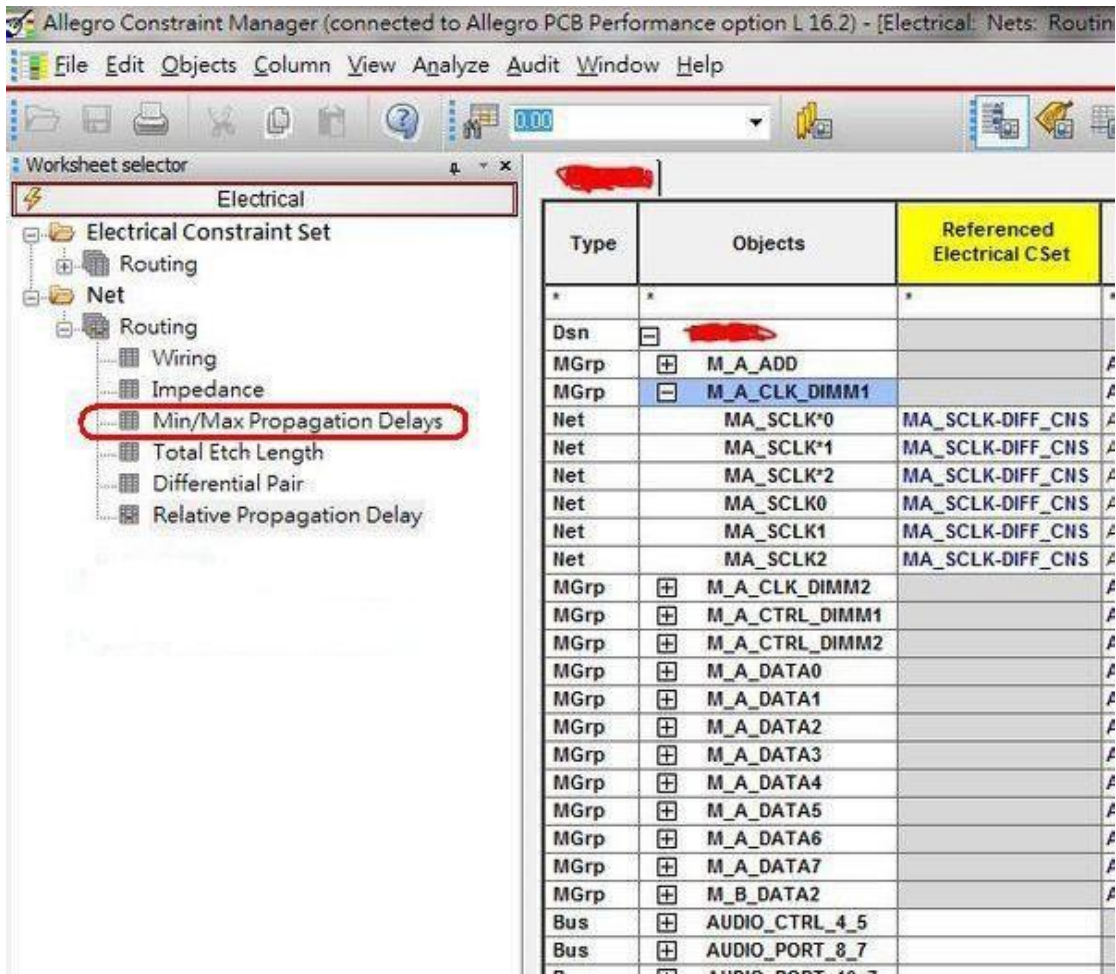 Allegro Constraint Manager (connected to Allegro PCB Performance option L 16.2) - [Electrical: Nets: Routin
File Edit Objects Column View Analyze Audit Window Help
0.00
Worksheet selector
Electrical
Electrical Constraint Set
Routing
Net
Routing
Wiring
Impedance
Min/Max Propagation Delays
Total Etch Length
Differential Pair
Relative Propagation Delay
Type Objects Referenced Electrical CSet
* * *
Dsn
MGrp M_A_ADD
MGrp M_A_CLK_DIMM1
Net MA_SCLK*0 MA_SCLK-DIFF_CNS
Net MA_SCLK*1 MA_SCLK-DIFF_CNS
Net MA_SCLK*2 MA_SCLK-DIFF_CNS
Net MA_SCLK0 MA_SCLK-DIFF_CNS
Net MA_SCLK1 MA_SCLK-DIFF_CNS
Net MA_SCLK2 MA_SCLK-DIFF_CNS
MGrp M_A_CLK_DIMM2
MGrp M_A_CTRL_DIMM1
MGrp M_A_CTRL_DIMM2
MGrp M_A_DATA0
MGrp M_A_DATA1
MGrp M_A_DATA2
MGrp M_A_DATA3
MGrp M_A_DATA4
MGrp M_A_DATA5
MGrp M_A_DATA6
MGrp M_A_DATA7
MGrp M_B_DATA2
Bus AUDIO_CTRL_4_5
Bus AUDIO_PORT_8_7